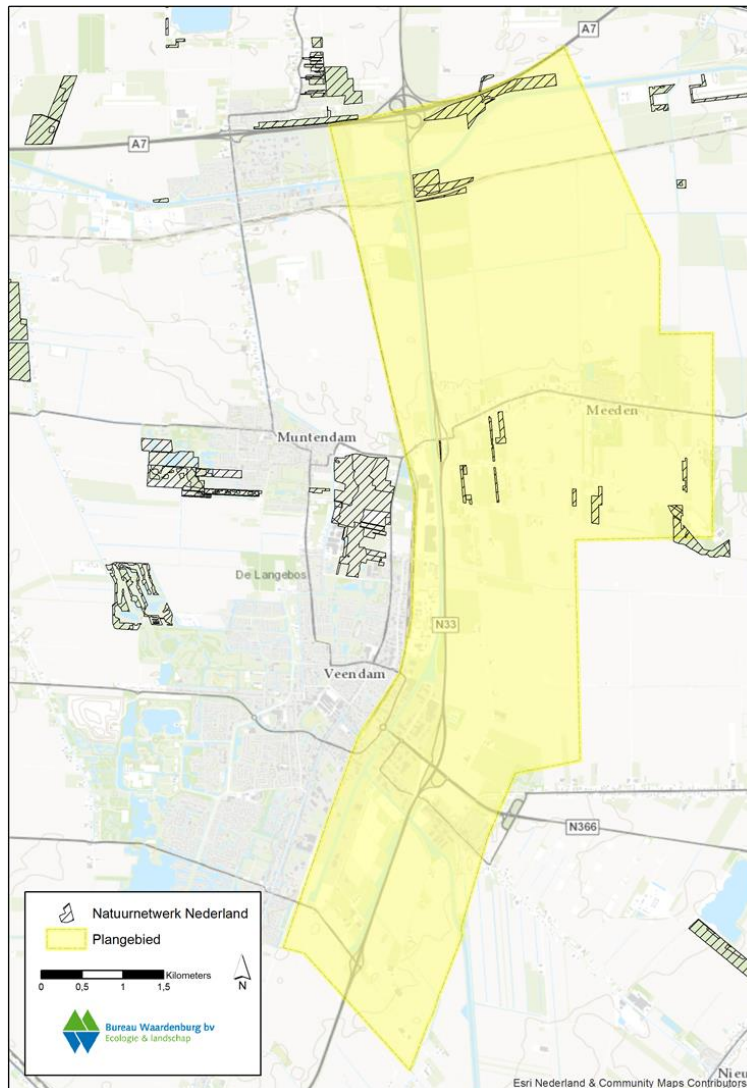 A7
A7
Meeden
Muntendam
De Langebos
N33
Veendam
N366
Natuurnetwerk Nederland
Plangebied
Kilometers
0 0,5 1 1,5
N
Bureau Waardenburg bv
Ecologie & landschap
Nieu
Esri Nederland & Community Maps Contributors